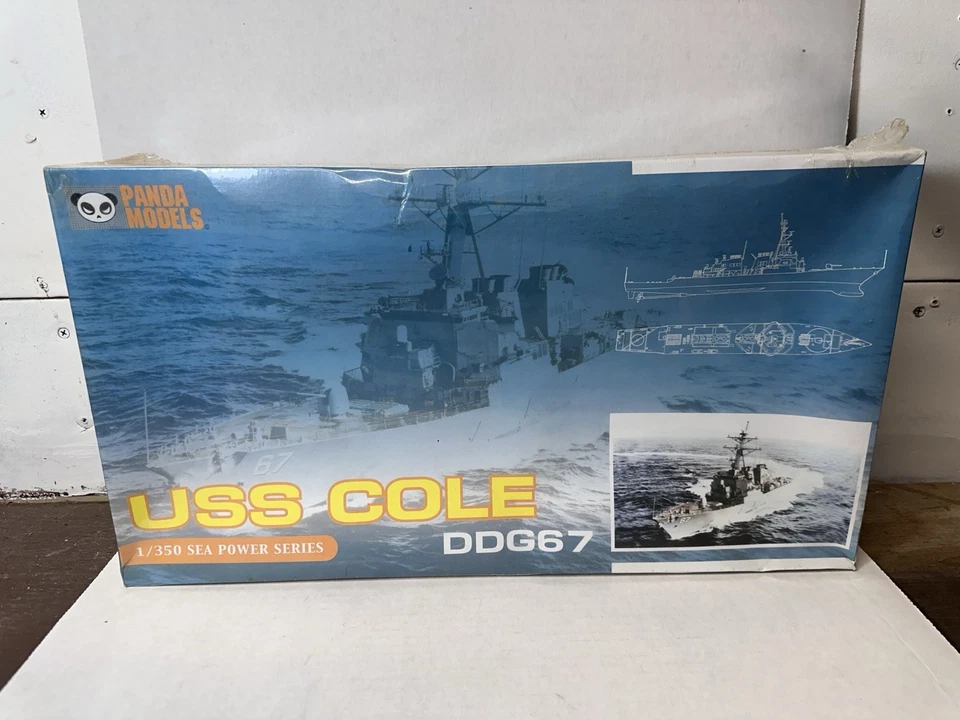 PANDA
MODELS
67
USS COLE
1/350 SEA POWER SERIES
DDG67